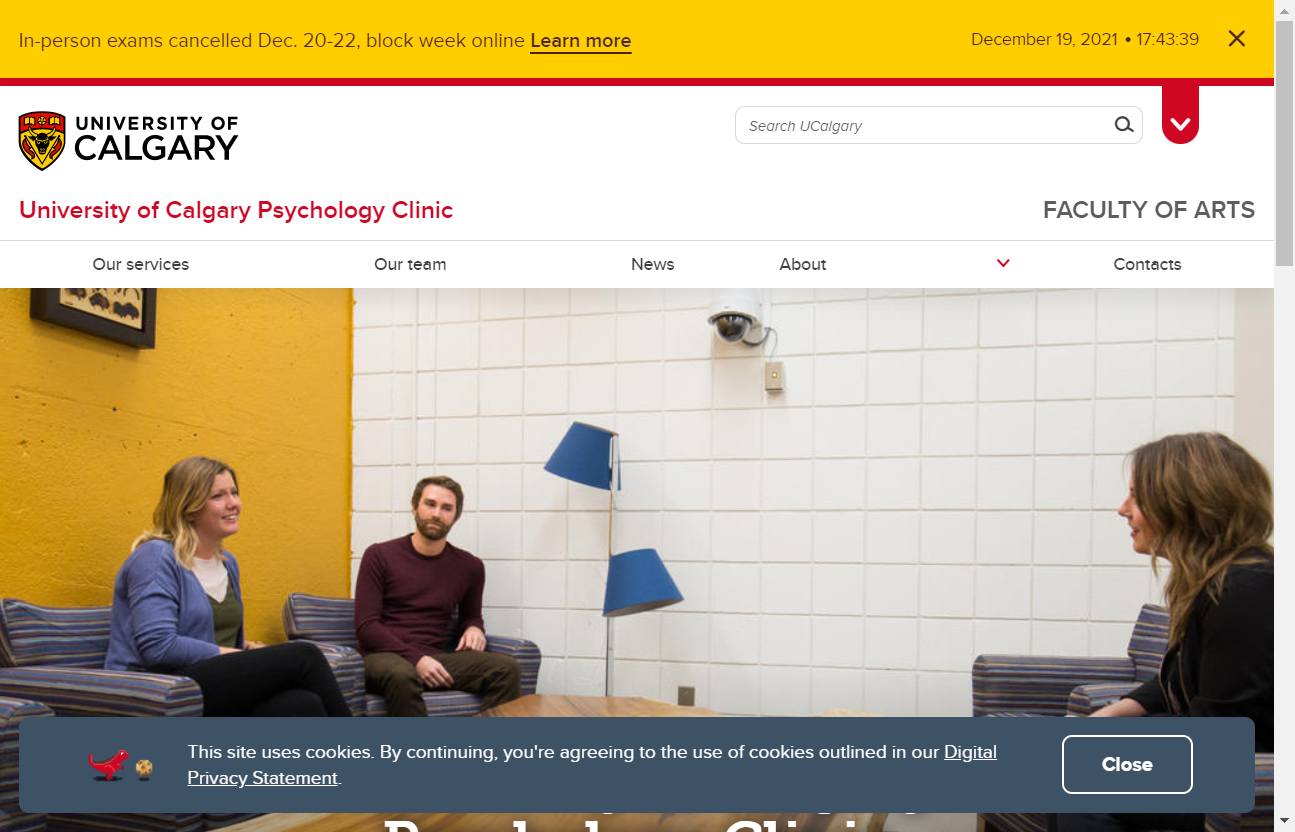 In-person exams cancelled Dec. 20-22, block week online Learn more
December 19, 2021 • 17:43:39
UNIVERSITY OF
CALGARY
Search UCalgary
University of Calgary Psychology Clinic
FACULTY OF ARTS
Our services
Our team
News
About
Contacts
This site uses cookies. By continuing, you're agreeing to the use of cookies outlined in our Digital
Privacy Statement.
Close